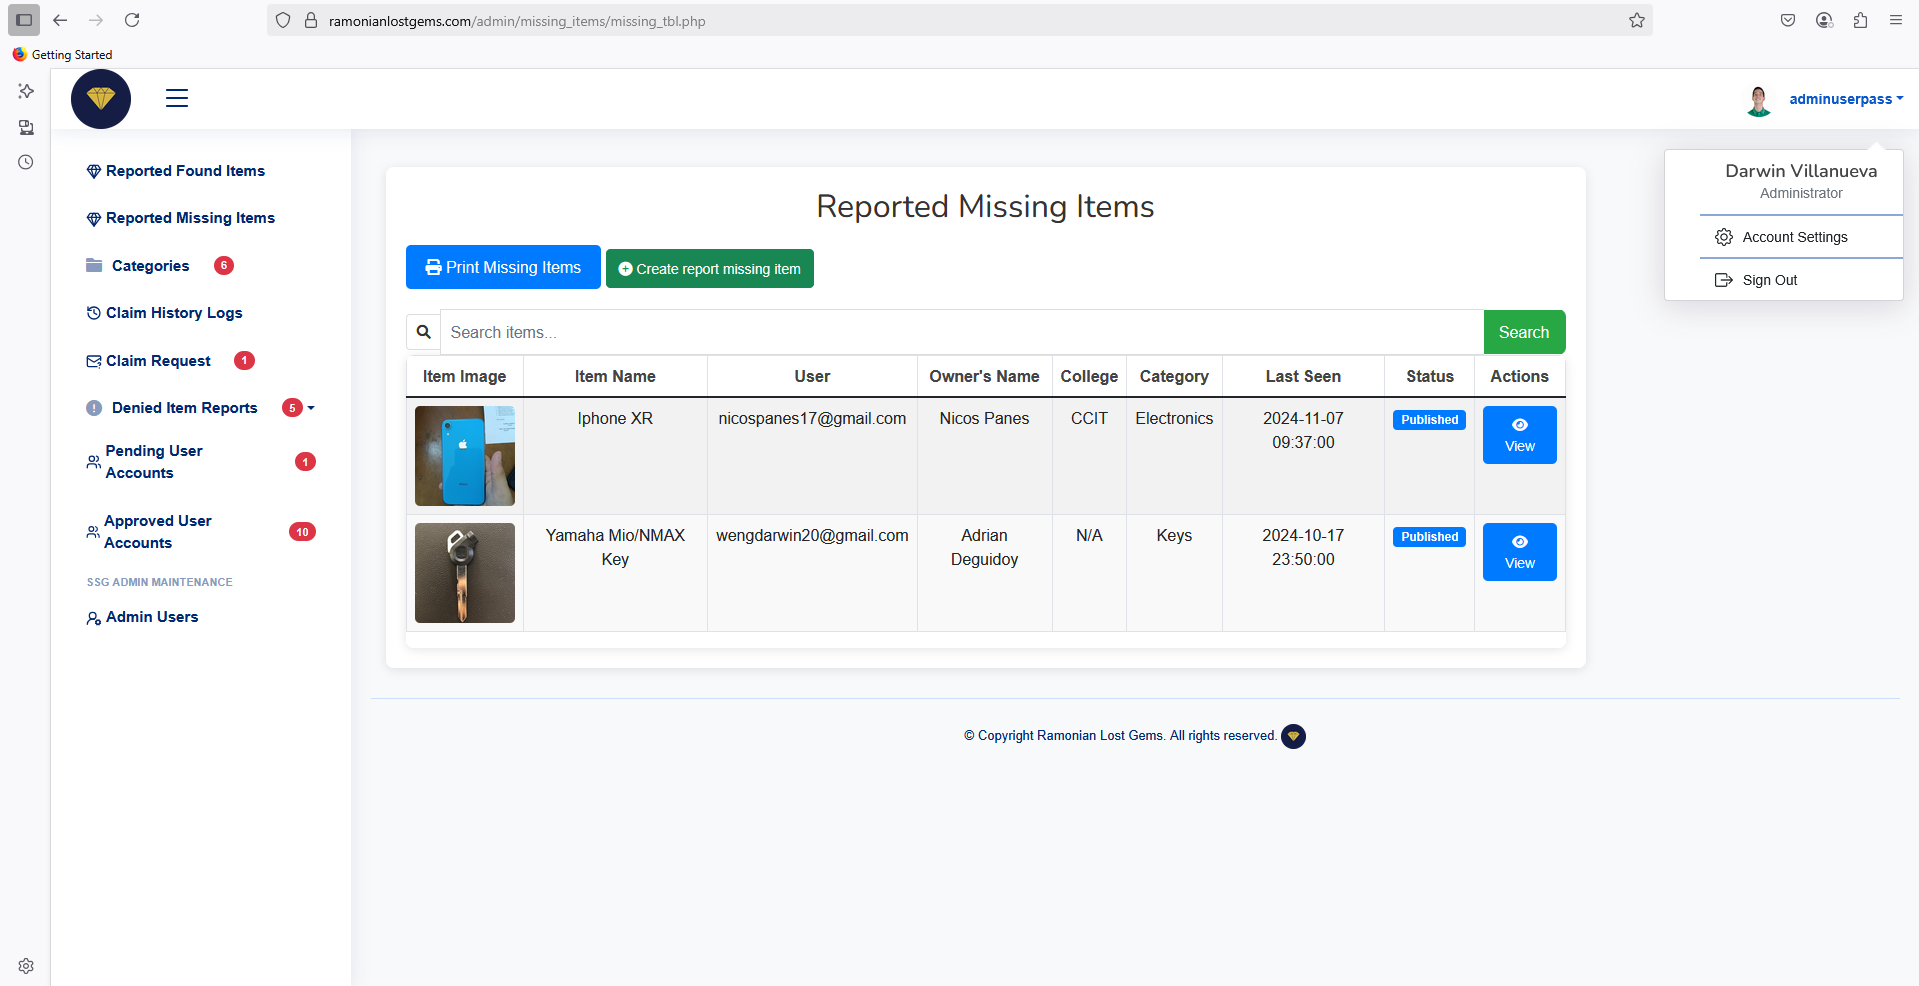 ramonianlostgems.com/admin/missing_items/missing_tbl.php
Getting Started
adminuserpass
Darwin Villanueva
Administrator
Account Settings
Sign Out
Reported Found Items
Reported Missing Items
Categories 6
Claim History Logs
Claim Request 1
Denied Item Reports 5
Pending User
Accounts 1
Approved User
Accounts 10
SSG ADMIN MAINTENANCE
Admin Users
Reported Missing Items
Print Missing Items Create report missing item
Search items... Search
Item Image Item Name User Owner's Name College Category Last Seen Status Actions
Iphone XR nicospanes17@gmail.com Nicos Panes CCIT Electronics 2024-11-07 Published
09:37:00 View
Yamaha Mio/NMAX wengdarwin20@gmail.com Adrian N/A Keys 2024-10-17 Published
Key Deguidoy 23:50:00 View
© Copyright Ramonian Lost Gems. All rights reserved.